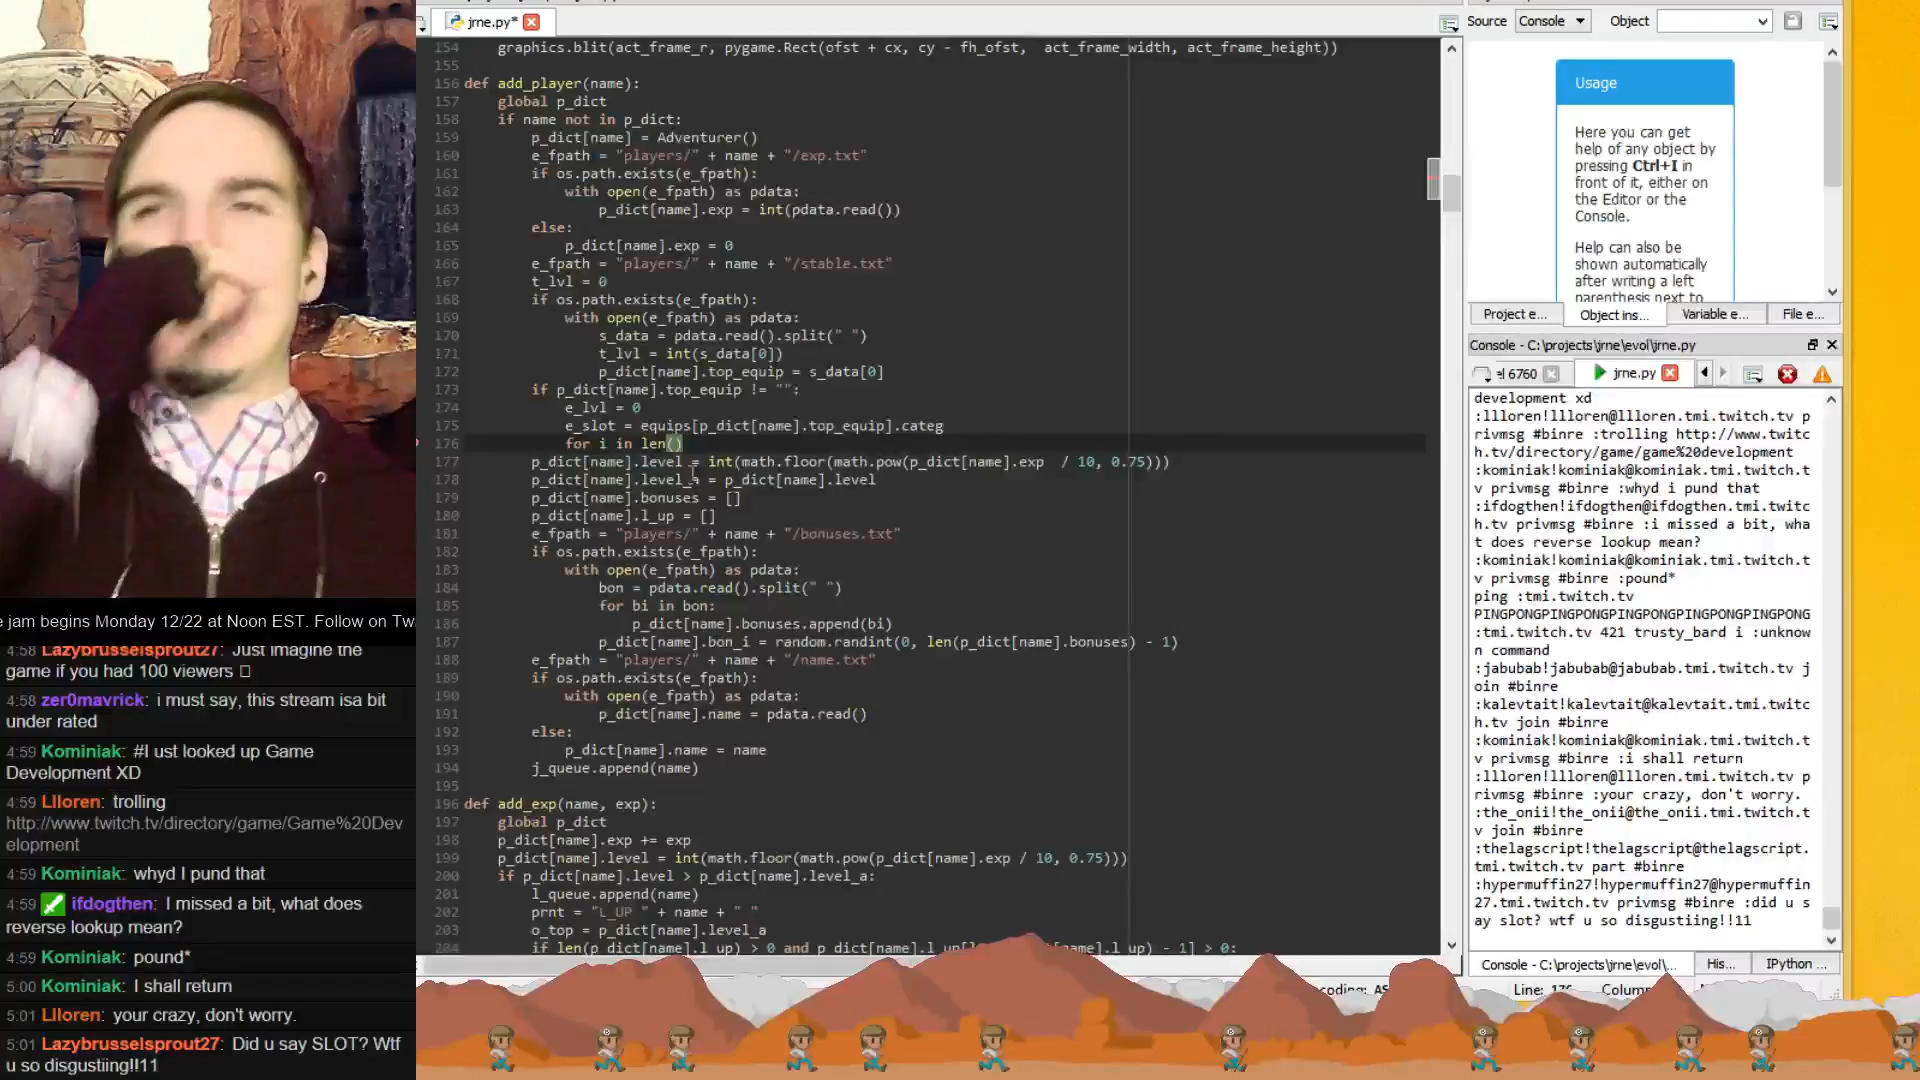 jrne.py*
154 graphics.blit(act_frame_r, pygame.Rect(ofst + cx, cy - fh_ofst,  act_frame_width, act_frame_height))
155
156 def add_player(name):
157 global p_dict
158 if name not in p_dict:
159 p_dict[name] = Adventurer()
160 e_fpath = "players/" + name + "/exp.txt"
161 if os.path.exists(e_fpath):
162 with open(e_fpath) as pdata:
163 p_dict[name].exp = int(pdata.read())
164 else:
165 p_dict[name].exp = 0
166 e_fpath = "players/" + name + "/stable.txt"
167 t_lvl = 0
168 if os.path.exists(e_fpath):
169 with open(e_fpath) as pdata:
170 s_data = pdata.read().split(" ")
171 t_lvl = int(s_data[0])
172 p_dict[name].top_equip = s_data[0]
173 if p_dict[name].top_equip != "":
174 e_lvl = 0
175 e_slot = equips[p_dict[name].top_equip].categ
176 for i in len()
177 p_dict[name].level = int(math.floor(math.pow(p_dict[name].exp  / 10, 0.75)))
178 p_dict[name].level_a = p_dict[name].level
179 p_dict[name].bonuses = []
180 p_dict[name].l_up = []
181 e_fpath = "players/" + name + "/bonuses.txt"
182 if os.path.exists(e_fpath):
183 with open(e_fpath) as pdata:
184 bon = pdata.read().split(" ")
185 for bi in bon:
186 p_dict[name].bonuses.append(bi)
187 p_dict[name].bon_i = random.randint(0, len(p_dict[name].bonuses) - 1)
188 e_fpath = "players/" + name + "/name.txt"
189 if os.path.exists(e_fpath):
190 with open(e_fpath) as pdata:
191 p_dict[name].name = pdata.read()
192 else:
193 p_dict[name].name = name
194 j_queue.append(name)
195
196 def add_exp(name, exp):
197 global p_dict
198 p_dict[name].exp += exp
199 p_dict[name].level = int(math.floor(math.pow(p_dict[name].exp / 10, 0.75)))
200 if p_dict[name].level > p_dict[name].level_a:
201 l_queue.append(name)
202 prnt = "L_UP " + name + " "
203 o_top = p_dict[name].level_a
204 if len(p_dict[name].l_up) > 0 and p_dict[name].l_up[l [name].l_up) - 1] > 0:
Source Console Object
Usage
Here you can get
help of any object by
pressing Ctrl+I in
front of it, either on
the Editor or the
Console.
Help can also be
shown automatically
after writing a left
parenthesis next to
Project e... Object ins... Variable e... File e...
Console - C:\projects\jrne\evol\jrne.py
el 6760 jrne.py
development xd
:llloren!llloren@llloren.tmi.twitch.tv p
rivmsg #binre :trolling http://www.twitc
h.tv/directory/game/game%20development
:kominiak!kominiak@kominiak.tmi.twitch.t
v privmsg #binre :whyd i pund that
:ifdogthen!ifdogthen@ifdogthen.tmi.twitc
h.tv privmsg #binre :i missed a bit, wha
t does reverse lookup mean?
:kominiak!kominiak@kominiak.tmi.twitch.t
v privmsg #binre :pound*
ping :tmi.twitch.tv
PINGPONGPINGPONGPINGPONGPINGPONGPINGPONG
:tmi.twitch.tv 421 trusty_bard i :unknow
n command
:jabubab!jabubab@jabubab.tmi.twitch.tv j
oin #binre
:kalevtait!kalevtait@kalevtait.tmi.twitc
h.tv join #binre
:kominiak!kominiak@kominiak.tmi.twitch.t
v privmsg #binre :i shall return
:llloren!llloren@llloren.tmi.twitch.tv p
rivmsg #binre :your crazy, don't worry.
:the_onii!the_onii@the_onii.tmi.twitch.t
v join #binre
:thelagscript!thelagscript@thelagscript.
tmi.twitch.tv part #binre
:hypermuffin27!hypermuffin27@hypermuffin
27.tmi.twitch.tv privmsg #binre :did u s
ay slot? wtf u so disgustiing!!11
Console - C:\projects\jrne\evol\... His... IPython ...
coding: AS Line: 176 Colum
e jam begins Monday 12/22 at Noon EST. Follow on Tw
4:58 Lazybrusselsprout27: Just imagine the
game if you had 100 viewers
4:58 zer0mavrick: i must say, this stream isa bit
under rated
4:59 Kominiak: #I ust looked up Game
Development XD
4:59 Llloren: trolling
http://www.twitch.tv/directory/game/Game%20Dev
elopment
4:59 Kominiak: whyd I pund that
4:59 ifdogthen: I missed a bit, what does
reverse lookup mean?
4:59 Kominiak: pound*
5:00 Kominiak: I shall return
5:01 Llloren: your crazy, don't worry.
5:01 Lazybrusselsprout27: Did u say SLOT? Wtf
u so disgustiing!!11